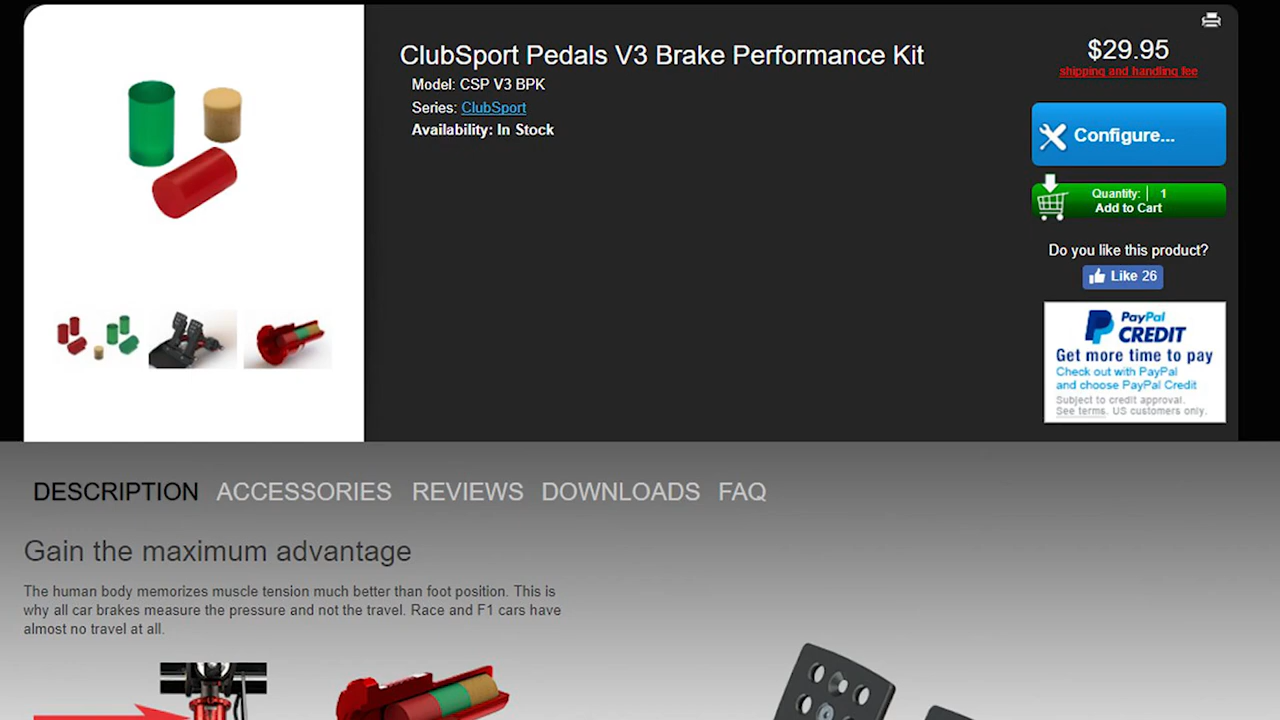 ClubSport Pedals V3 Brake Performance Kit
Model: CSP V3 BPK
Series: ClubSport
Availability: In Stock
$29.95
shipping and handling fee
Configure...
Quantity: 1
Add to Cart
Do you like this product?
Like 26
PayPal
CREDIT
Get more time to pay
Check out with PayPal
and choose PayPal Credit
Subject to credit approval.
See terms. US customers only.
DESCRIPTION ACCESSORIES REVIEWS DOWNLOADS FAQ
Gain the maximum advantage
The human body memorizes muscle tension much better than foot position. This is
why all car brakes measure the pressure and not the travel. Race and F1 cars have
almost no travel at all.